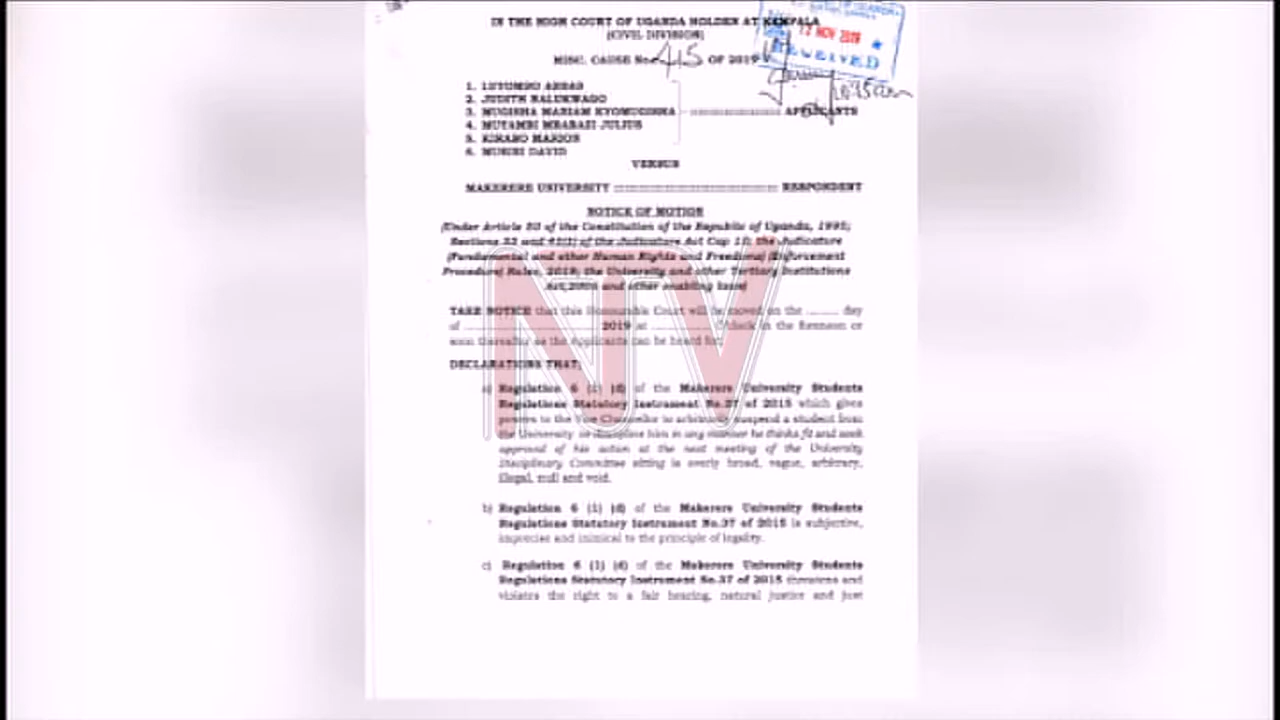 IN THE HIGH COURT OF UGANDA HOLDEN AT KAMPALA
(CIVIL DIVISION)
12 NOV 2019
RECEIVED
MISC. CAUSE No. 415 OF 2019
1. ABBAS
2. JUDITH NALUKWAGO
3. MUGISHA MARIAM KYOMUGISHA APPLICANTS
4. MUTAMBI MBABAZI JULIUS
5. KIRABO MARION
6. DAVID
VERSUS
MAKERERE UNIVERSITY RESPONDENT
NOTICE OF MOTION
(Under Article 50 of the Constitution of the Republic of Uganda, 1995;
Sections 33 and of the Judicature Act Cap 13; the Judicature
(Fundamental and other Human Rights and Freedoms) (Enforcement
Procedure) Rules, 2019; the University and other Tertiary Institutions
Act,2001 and other enabling laws)
NTV
TAKE NOTICE that this Honourable Court will be moved on the ........ day
of 2019 at O'clock in the forenoon or
soon thereafter as the Applicants can be heard for;
DECLARATIONS THAT;
a) Regulation 6 (1) (d) of the Makerere University Students
Regulations Statutory Instrument No.37 of 2015 which gives
powers to the Vice Chancellor to arbitrarily suspend a student from
the University or discipline him in any manner he thinks fit and seek
approval of his action at the next meeting of the University
Disciplinary Committee sitting is overly broad, vague, arbitrary,
illegal, null and void.
b) Regulation 6 (1) (d) of the Makerere University Students
Regulations Statutory Instrument No.37 of 2015 is subjective,
imprecise and inimical to the principle of legality.
c) Regulation 6 (1) (d) of the Makerere University Students
Regulations Statutory Instrument No.37 of 2015 threatens and
violates the right to a fair hearing, natural justice and just